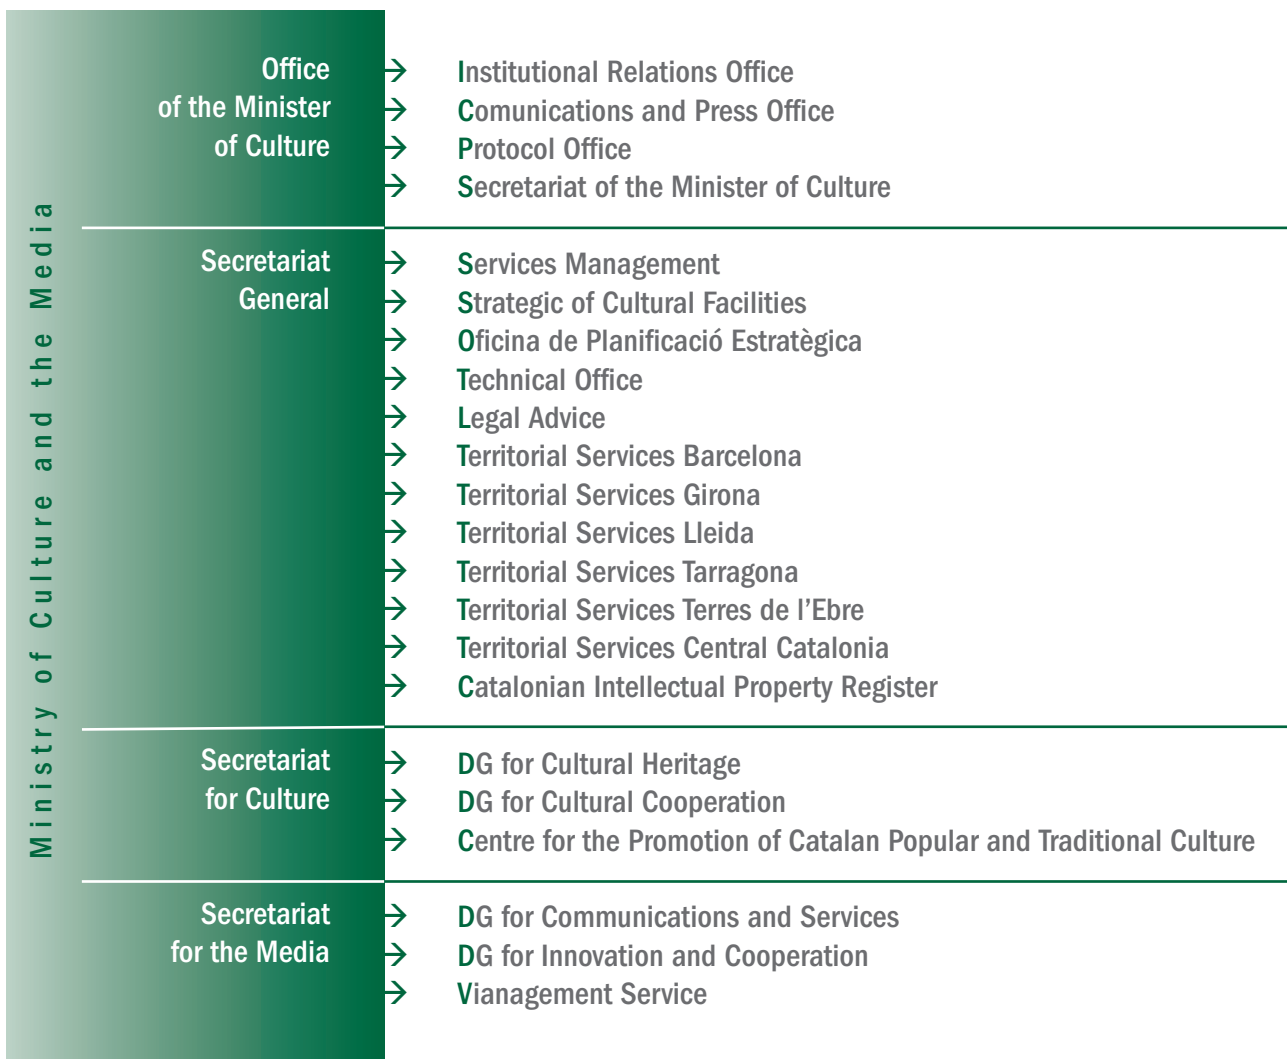 Ministry of Culture and the Media
Office
of the Minister
of Culture
Institutional Relations Office
Comunications and Press Office
Protocol Office
Secretariat of the Minister of Culture
Secretariat
General
Services Management
Strategic of Cultural Facilities
Oficina de Planificació Estratègica
Technical Office
Legal Advice
Territorial Services Barcelona
Territorial Services Girona
Territorial Services Lleida
Territorial Services Tarragona
Territorial Services Terres de l’Ebre
Territorial Services Central Catalonia
Catalonian Intellectual Property Register
Secretariat
for Culture
DG for Cultural Heritage
DG for Cultural Cooperation
Centre for the Promotion of Catalan Popular and Traditional Culture
Secretariat
for the Media
DG for Communications and Services
DG for Innovation and Cooperation
Vianagement Service